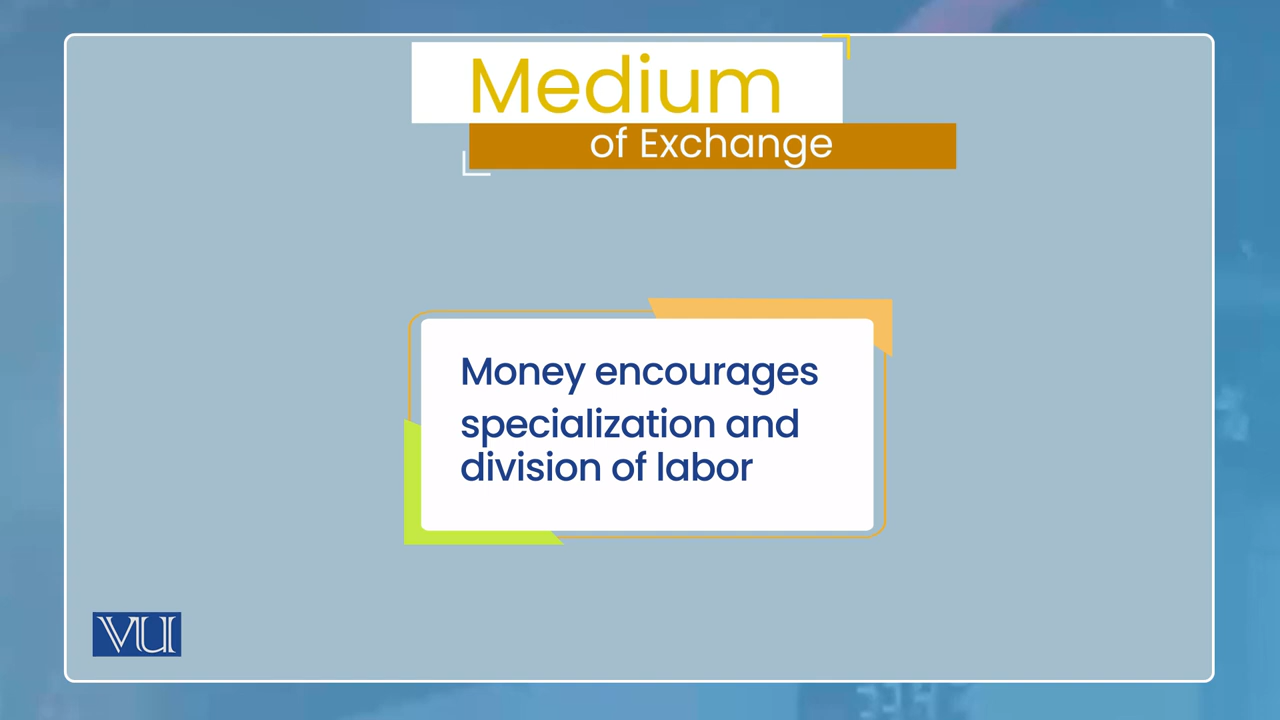 Medium
of Exchange
Money encourages
specialization and
division of labor
VU